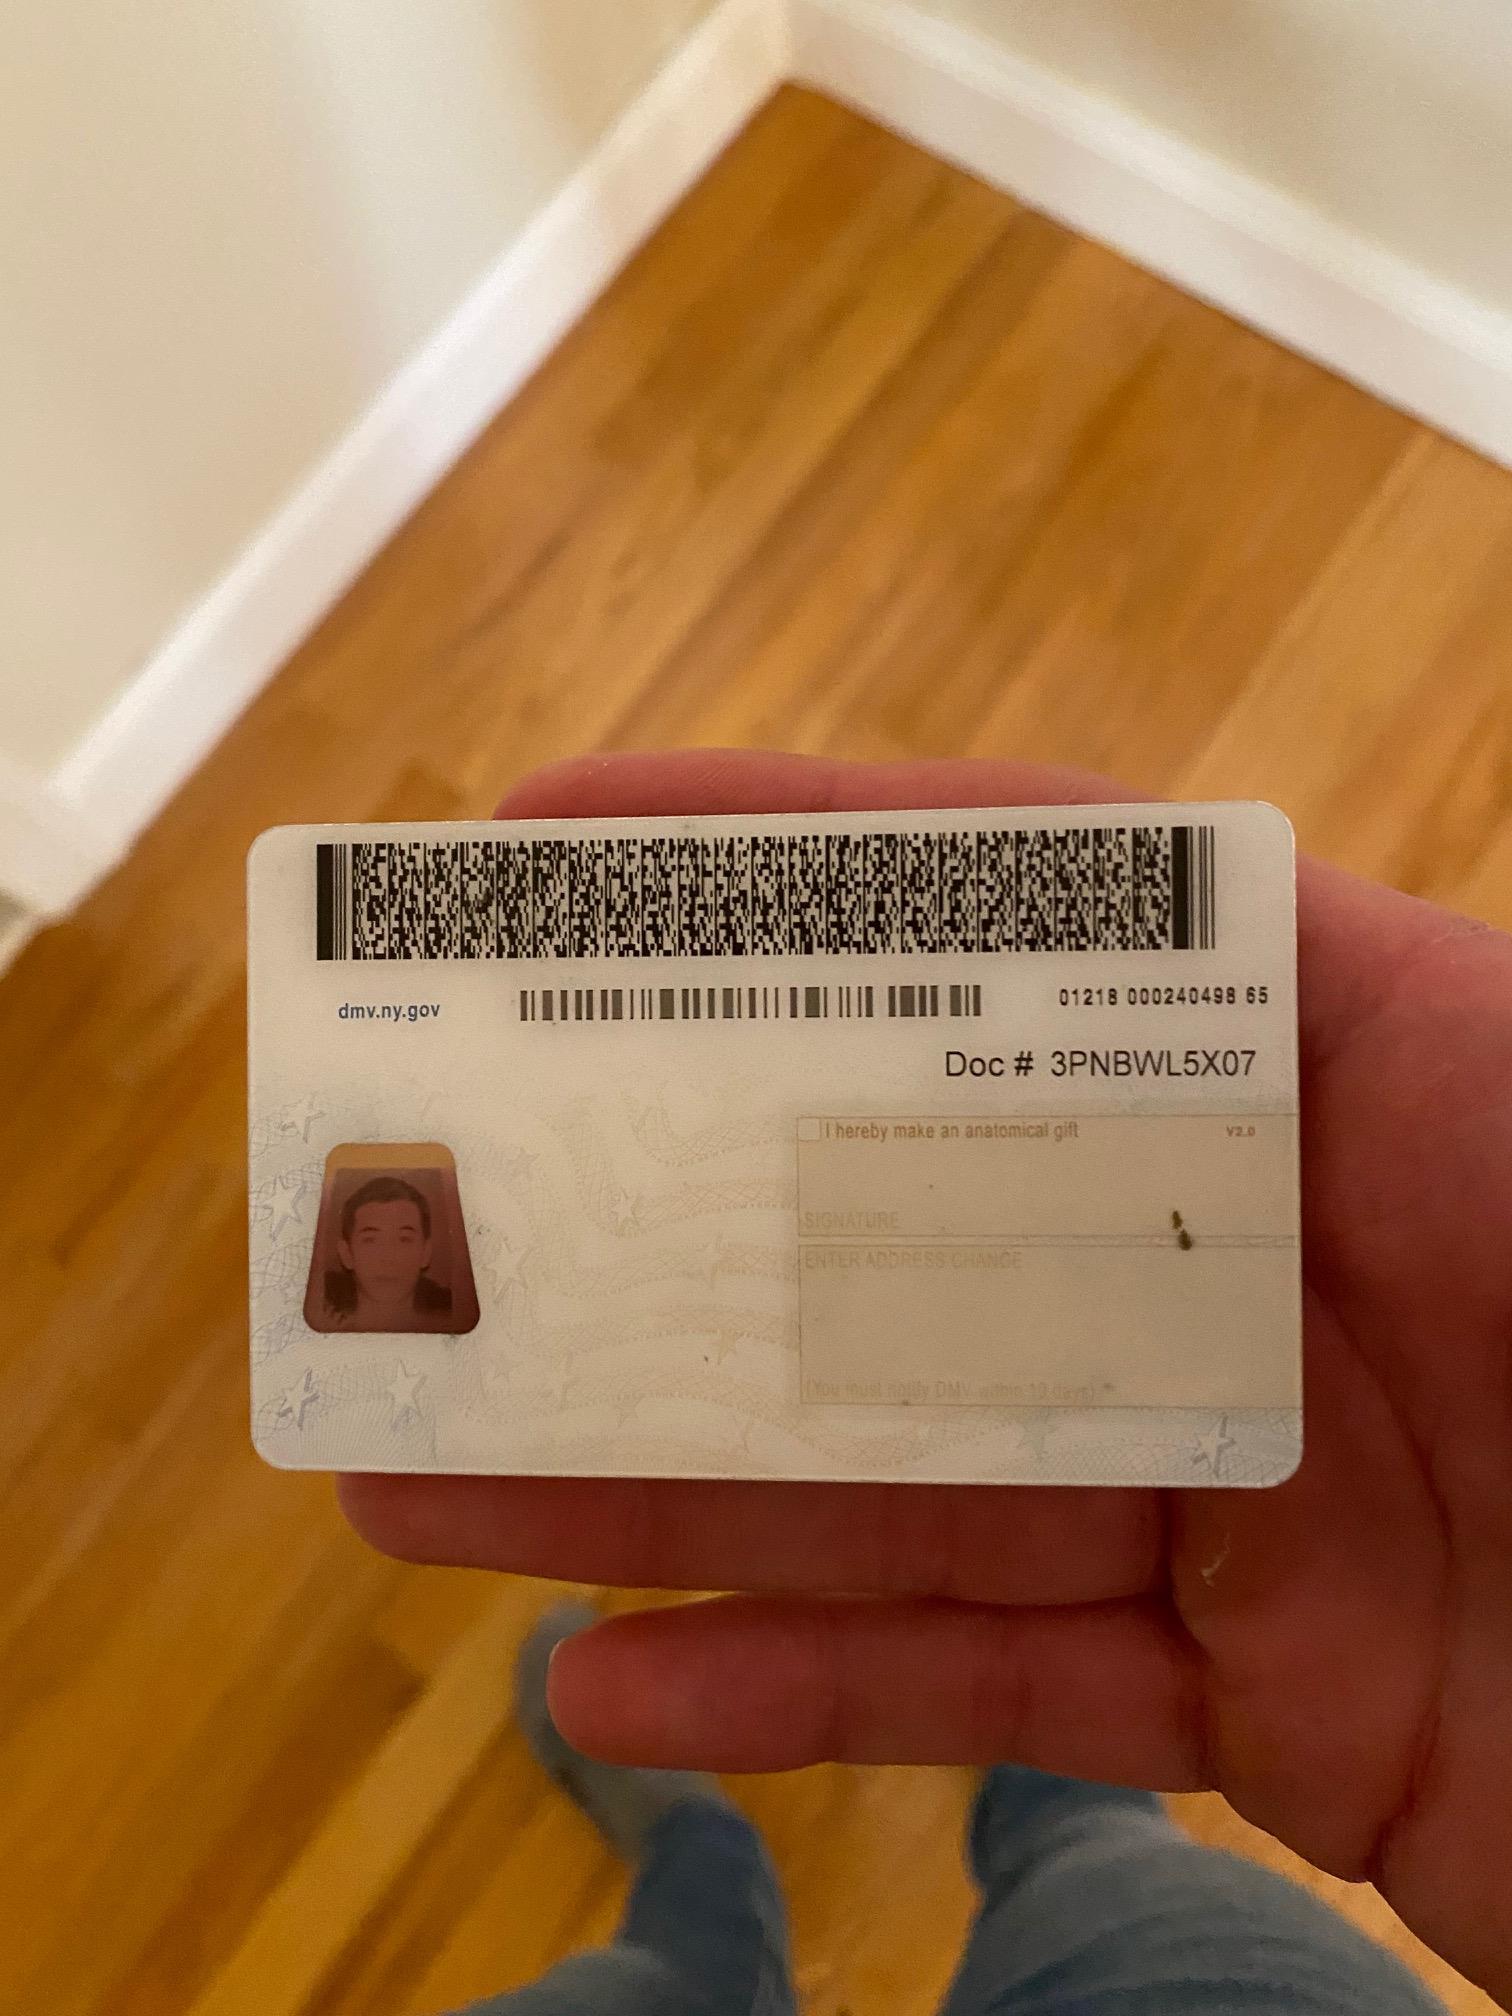 dmv.ny.gov
01218 000240498 65
Doc # 3PNBWL5X07
I hereby make an anatomical gift
V2.0
SIGNATURE
ENTER ADDRESS CHANGE
(You must notify DMV within 10 days)